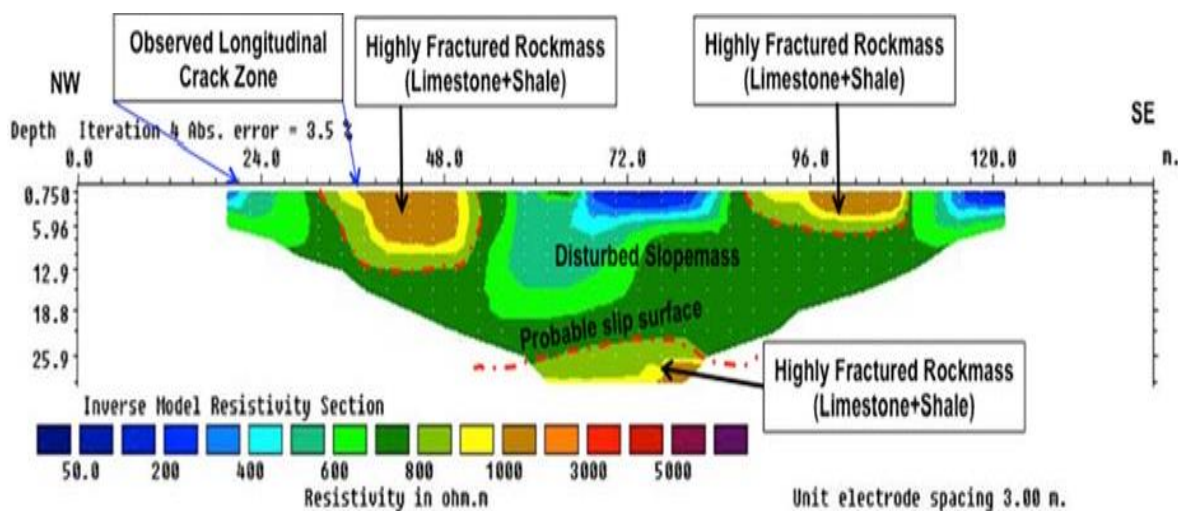 Observed Longitudinal
Crack Zone
Highly Fractured Rockmass
(Limestone+Shale)
Highly Fractured Rockmass
(Limestone+Shale)
NW
SE
Depth Iteration 4 Abs. error = 3.5 %
0.0 24.0 48.0 72.0 96.0 120.0 m.
0.750
5.96
12.9
18.8
25.9
Disturbed Slopemass
Probable slip surface
Highly Fractured Rockmass
(Limestone+Shale)
Inverse Model Resistivity Section
50.0 200 400 600 800 1000 3000 5000
Resistivity in ohm.m
Unit electrode spacing 3.00 m.